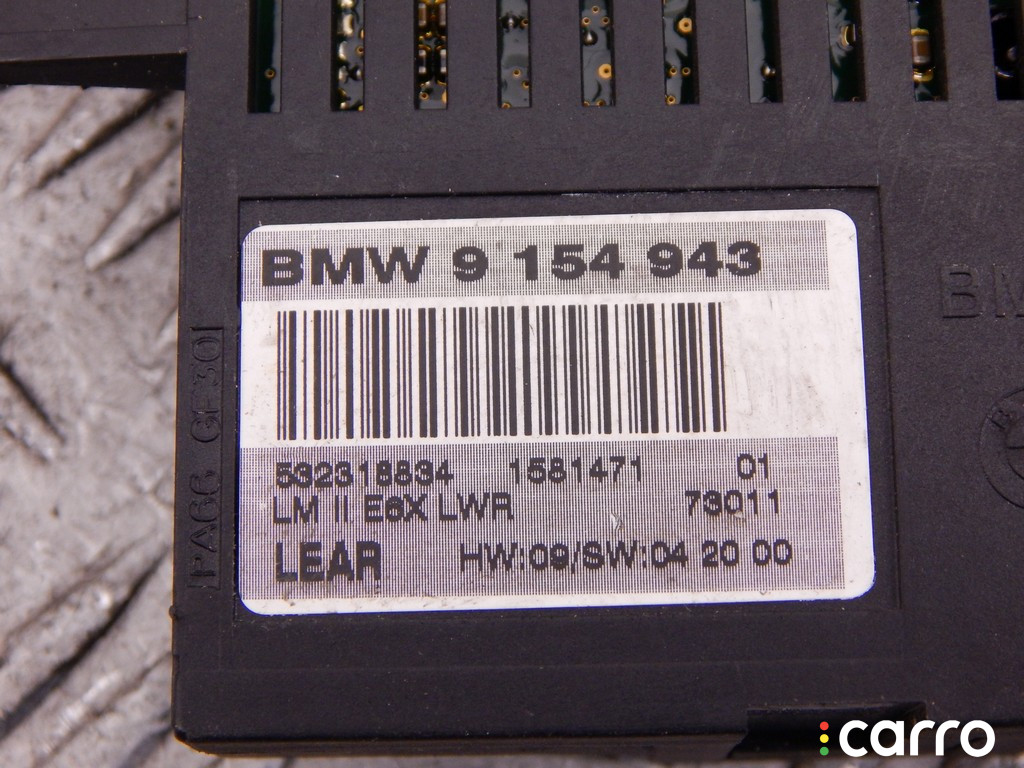 BMW 9 154 943
532318834 1581471 01
LM II E6X LWR 73011
LEAR HW:09/SW:04 20 00
PA66 GF30
carro